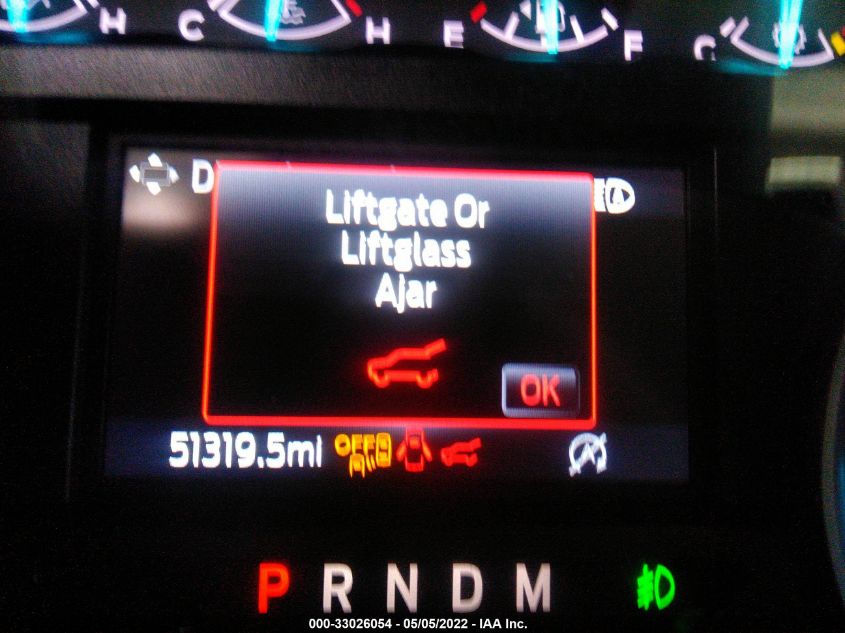 H C H E F C
D
Liftgate Or
Liftglass
Ajar
OK
51319.5mi OFF
P R N D M
000-33026054 - 05/05/2022 - IAA Inc.